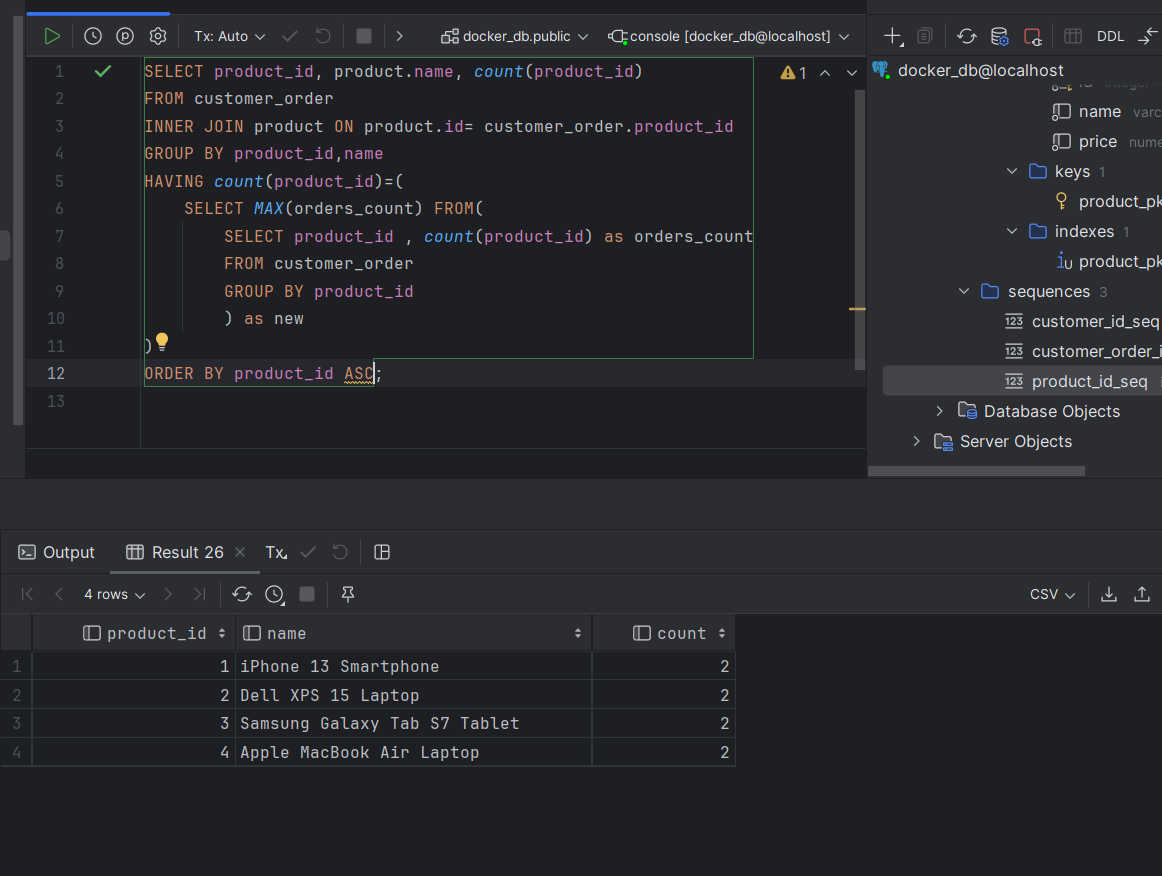 Tx: Auto
docker_db.public
console [docker_db@localhost]
DDL
1 SELECT product_id, product.name, count(product_id)
2 FROM customer_order
3 INNER JOIN product ON product.id= customer_order.product_id
4 GROUP BY product_id,name
5 HAVING count(product_id)=(
6 SELECT MAX(orders_count) FROM(
7 SELECT product_id , count(product_id) as orders_count
8 FROM customer_order
9 GROUP BY product_id
10 ) as new
11 )
12 ORDER BY product_id ASC;
13
1
docker_db@localhost
name varc
price nume
keys 1
product_pk
indexes 1
product_pk
sequences 3
123 customer_id_seq
123 customer_order_i
123 product_id_seq
Database Objects
Server Objects
Output
Result 26
Tx
4 rows
CSV
product_id name count
1 1 iPhone 13 Smartphone 2
2 2 Dell XPS 15 Laptop 2
3 3 Samsung Galaxy Tab S7 Tablet 2
4 4 Apple MacBook Air Laptop 2